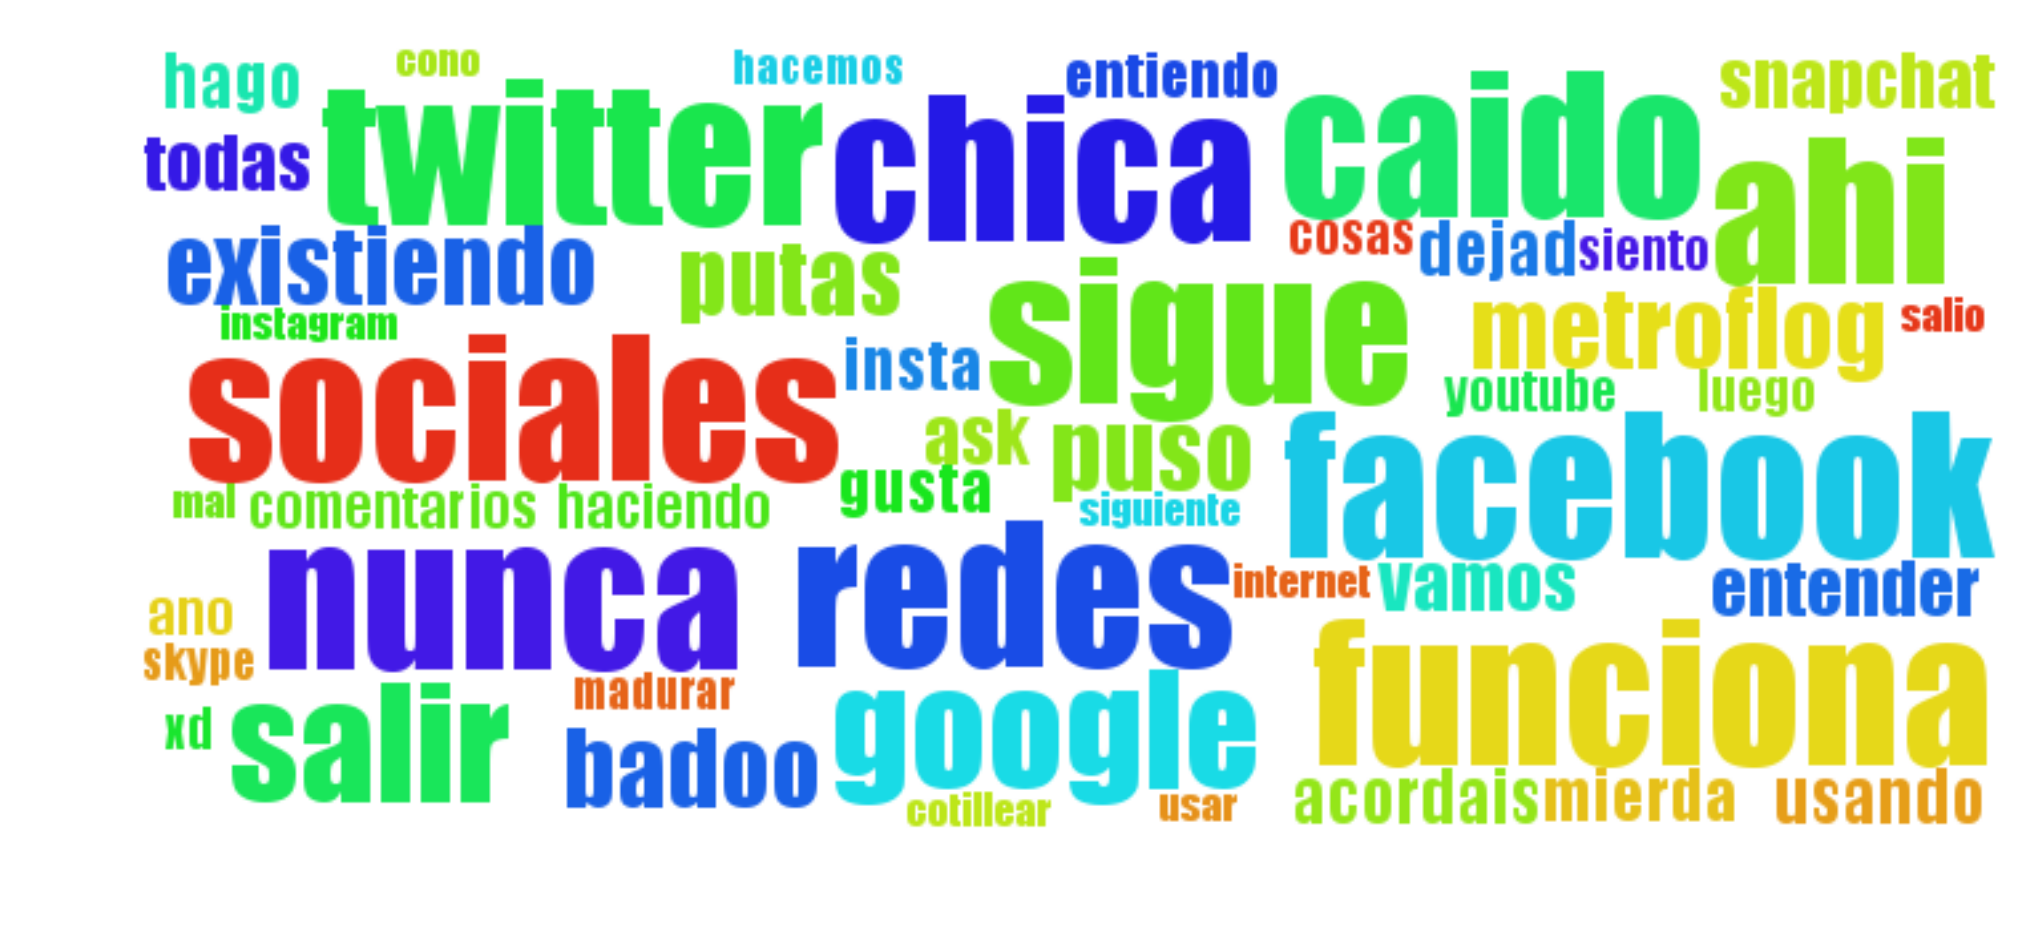 hago cono hacemos entiendo snapchat
todas twitter chica caido ahi
existiendo putas cosas dejad siento
instagram sigue metroflog salio
sociales insta youtube luego
ask puso facebook
mal comentarios haciendo gusta siguiente
nunca redes internet vamos entender
ano
skype madurar funciona
xd salir badoo google
cotillear usar acordais mierda usando